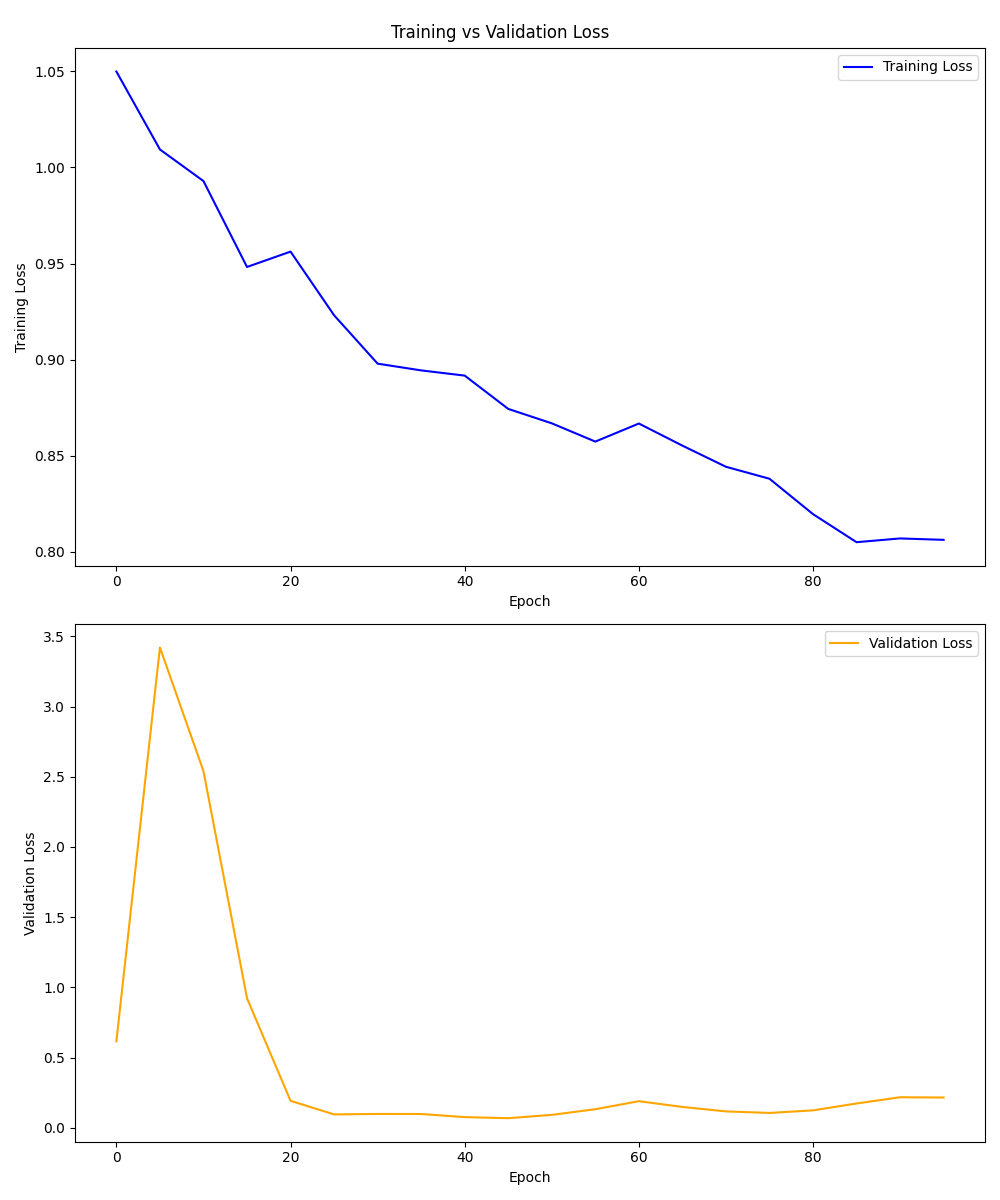 Training vs Validation Loss
Training Loss
1.05
1.00
0.95
0.90
0.85
0.80
Training Loss
0 20 40 60 80
Epoch
Validation Loss
3.5
3.0
2.5
2.0
1.5
1.0
0.5
0.0
Validation Loss
0 20 40 60 80
Epoch